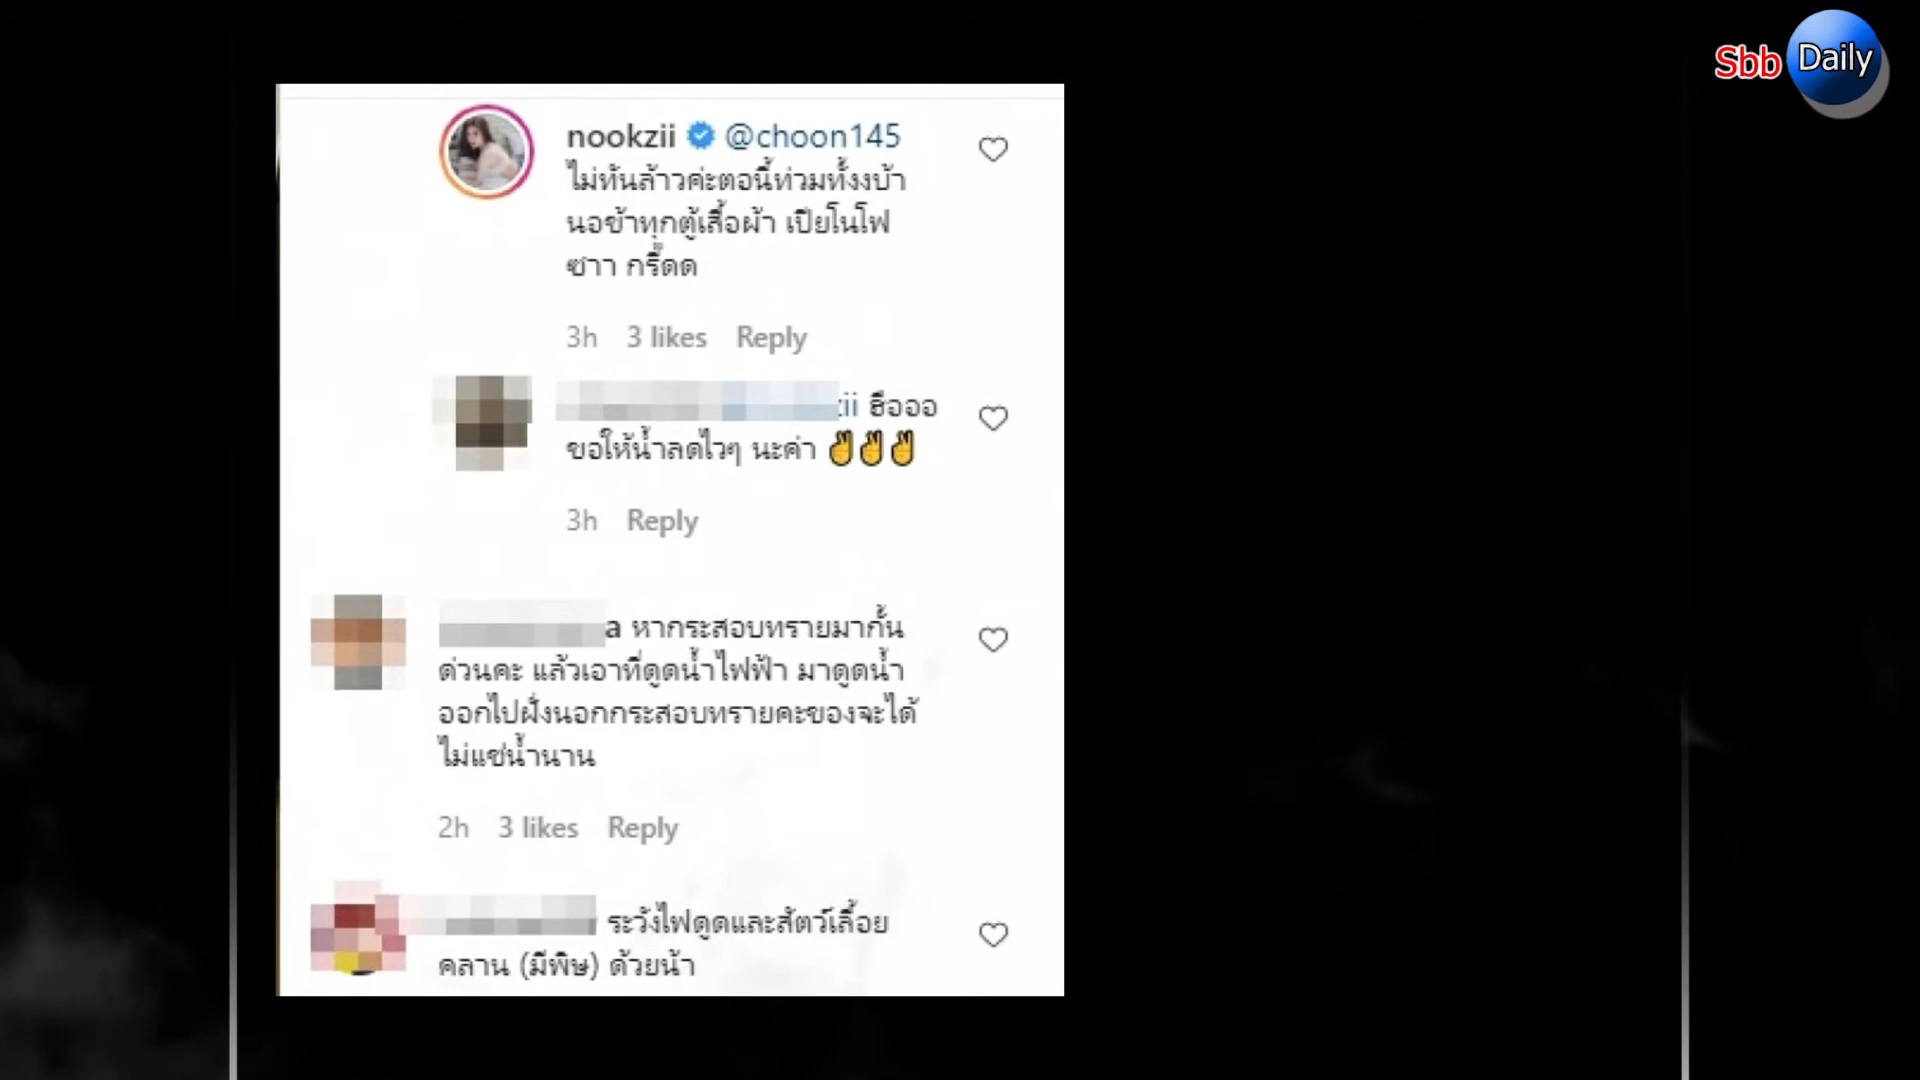 Sbb Daily
nookzii @choon145
ไม่ทันล้าวค่ะตอนี้ท่วมทั้งงบ้า
นอข้าทุกตู้เสื้อผ้า เปียโนโฟ
ซาา กรี๊ดด
3h 3 likes Reply
zii ฮือออ
ขอให้น้ำลดไวๆ นะค่า ✌✌✌
3h Reply
a หากระสอบทรายมากั้น
ด่วนคะ แล้วเอาที่ดูดน้ำไฟฟ้า มาดูดน้ำ
ออกไปฝั่งนอกกระสอบทรายคะของจะได้
ไม่แช่น้ำนาน
2h 3 likes Reply
ระวังไฟดูดและสัตว์เลื้อย
คลาน (มีพิษ) ด้วยน้า